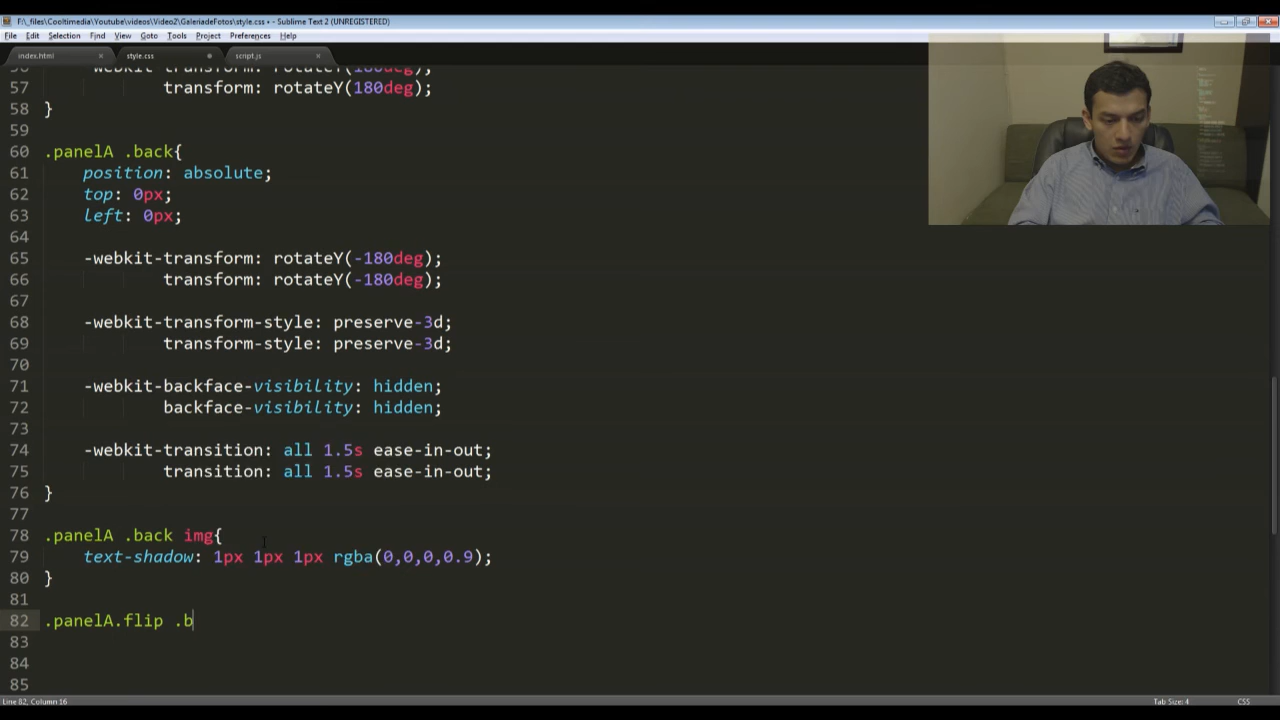 F:\_files\Cooltimedia\Youtube\videos\Video2\GaleriadeFotos\style.css • - Sublime Text 2 (UNREGISTERED)
File Edit Selection Find View Goto Tools Project Preferences Help
index.html × style.css script.js ×
56 -webkit-transform: rotateY(180deg);
57 transform: rotateY(180deg);
58 }
59
60 .panelA .back{
61 position: absolute;
62 top: 0px;
63 left: 0px;
64
65 -webkit-transform: rotateY(-180deg);
66 transform: rotateY(-180deg);
67
68 -webkit-transform-style: preserve-3d;
69 transform-style: preserve-3d;
70
71 -webkit-backface-visibility: hidden;
72 backface-visibility: hidden;
73
74 -webkit-transition: all 1.5s ease-in-out;
75 transition: all 1.5s ease-in-out;
76 }
77
78 .panelA .back img{
79 text-shadow: 1px 1px 1px rgba(0,0,0,0.9);
80 }
81
82 .panelA.flip .b
83
84
85
Line 82, Column 16 Tab Size: 4 CSS